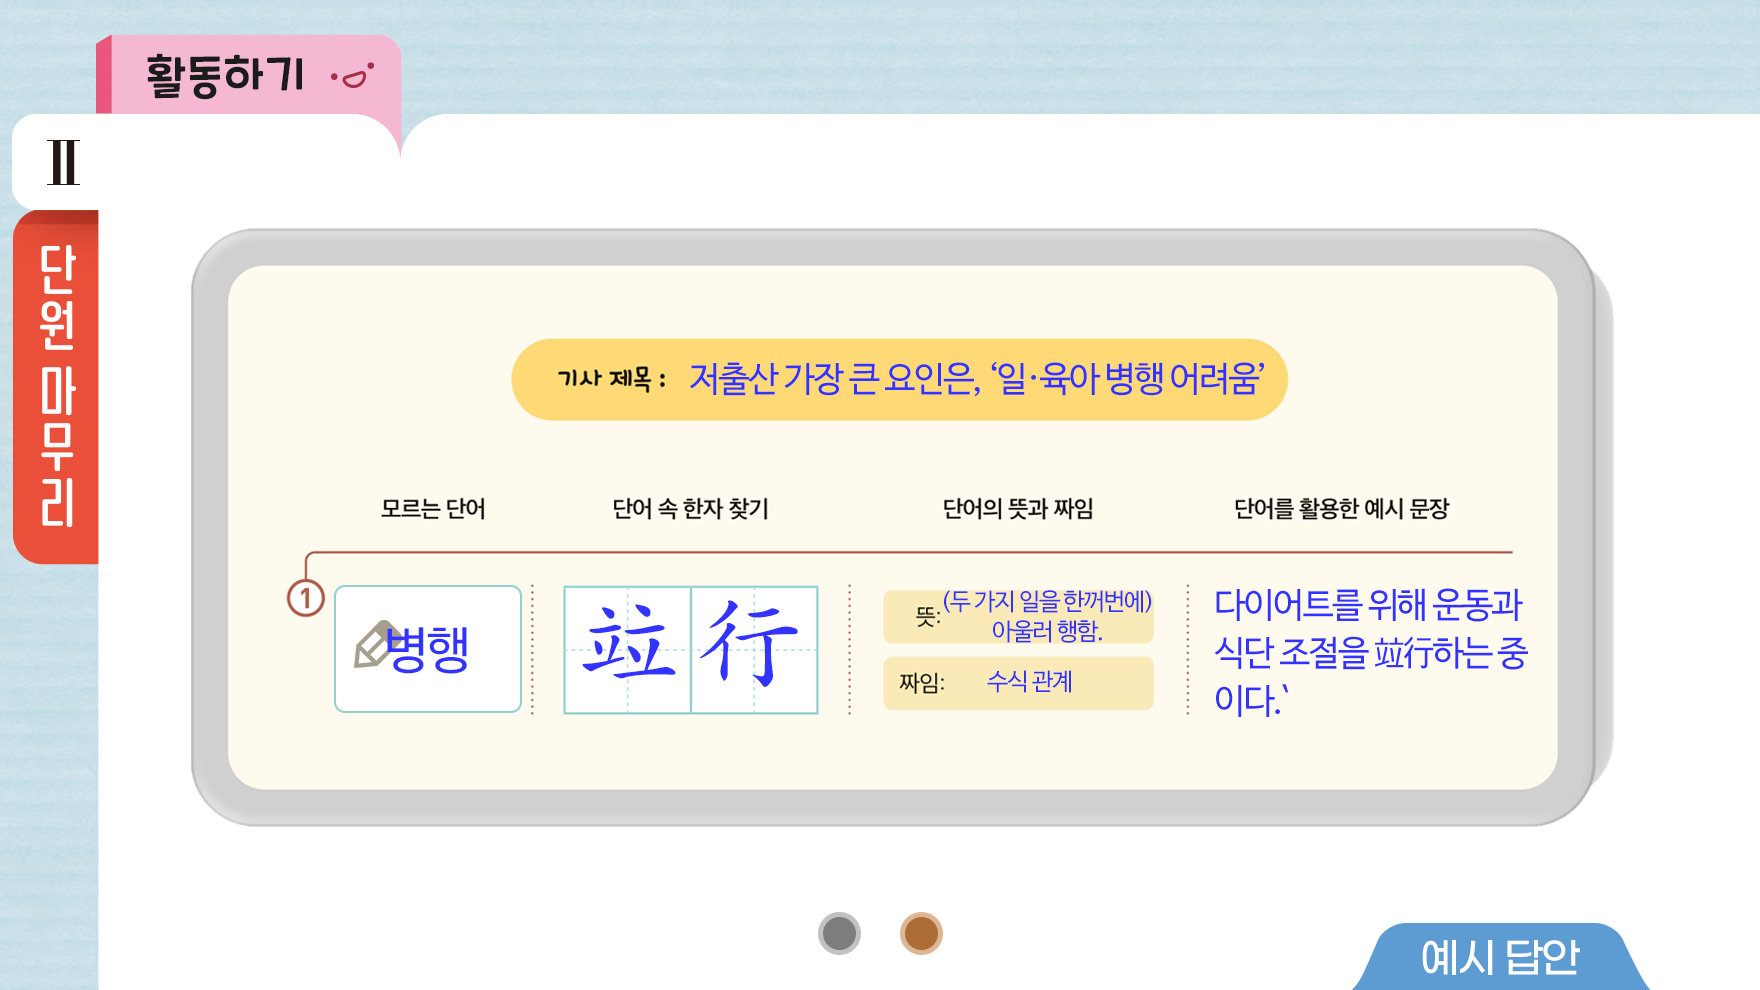 활동하기
Ⅱ
단원 마무리
기사 제목 : 저출산 가장 큰 요인은, ‘일·육아 병행 어려움’
모르는 단어
단어 속 한자 찾기
단어의 뜻과 짜임
단어를 활용한 예시 문장
1
병행
竝行
뜻: (두 가지 일을 한꺼번에)
아울러 행함.
짜임: 수식 관계
다이어트를 위해 운동과
식단 조절을 竝行하는 중
이다.`
예시 답안